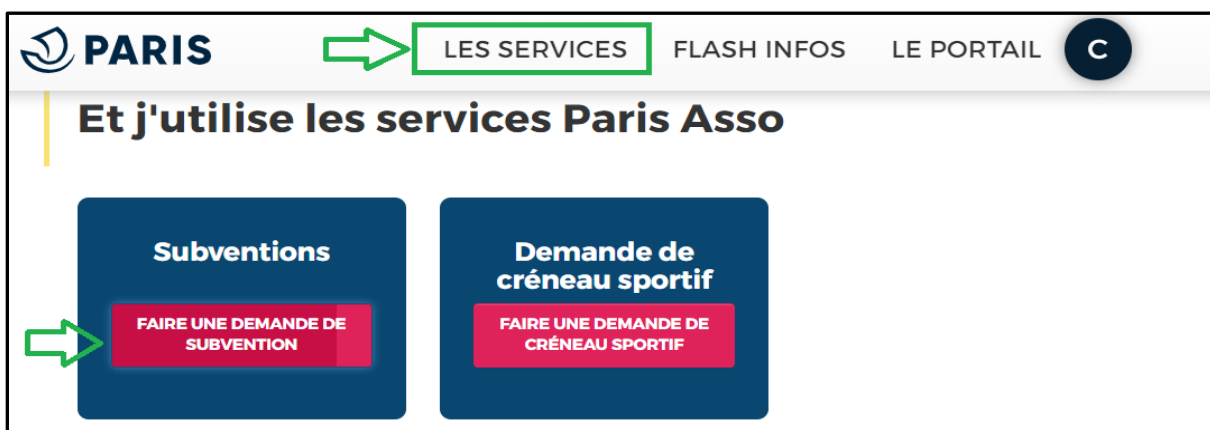 PARIS LES SERVICES FLASH INFOS LE PORTAIL C
Et j'utilise les services Paris Asso
Subventions
FAIRE UNE DEMANDE DE
SUBVENTION
Demande de
créneau sportif
FAIRE UNE DEMANDE DE
CRÉNEAU SPORTIF